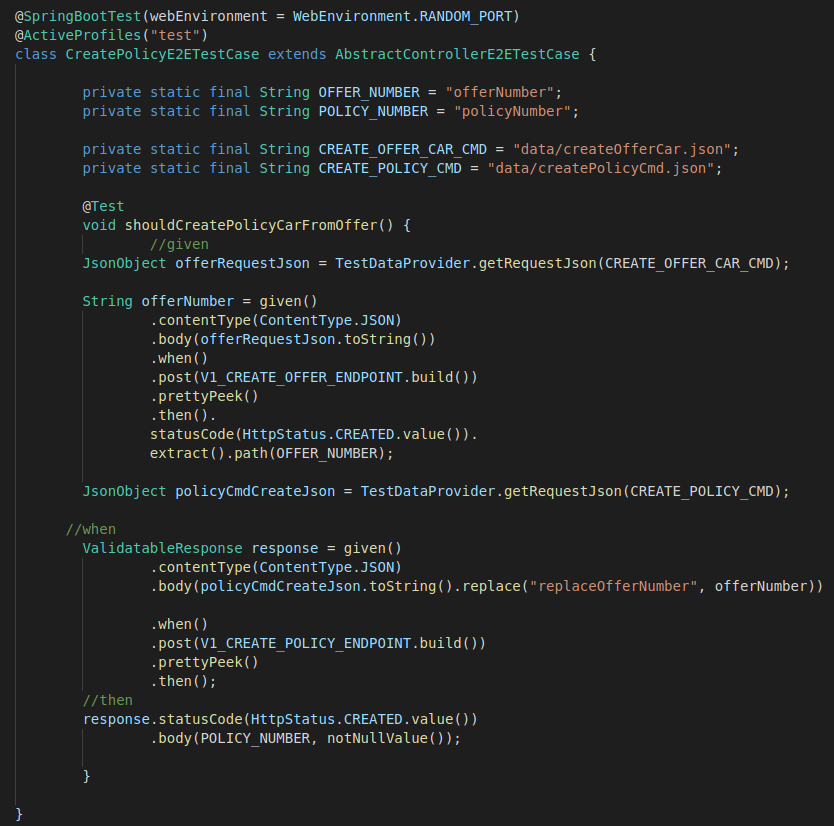 @SpringBootTest(webEnvironment = WebEnvironment.RANDOM_PORT)
@ActiveProfiles("test")
class CreatePolicyE2ETestCase extends AbstractControllerE2ETestCase {
private static final String OFFER_NUMBER = "offerNumber";
private static final String POLICY_NUMBER = "policyNumber";
private static final String CREATE_OFFER_CAR_CMD = "data/createOfferCar.json";
private static final String CREATE_POLICY_CMD = "data/createPolicyCmd.json";
@Test
void shouldCreatePolicyCarFromOffer() {
//given
JsonObject offerRequestJson = TestDataProvider.getRequestJson(CREATE_OFFER_CAR_CMD);
String offerNumber = given()
.contentType(ContentType.JSON)
.body(offerRequestJson.toString())
.when()
.post(V1_CREATE_OFFER_ENDPOINT.build())
.prettyPeek()
.then().
statusCode(HttpStatus.CREATED.value()).
extract().path(OFFER_NUMBER);
JsonObject policyCmdCreateJson = TestDataProvider.getRequestJson(CREATE_POLICY_CMD);
//when
ValidatableResponse response = given()
.contentType(ContentType.JSON)
.body(policyCmdCreateJson.toString().replace("replaceOfferNumber", offerNumber))
.when()
.post(V1_CREATE_POLICY_ENDPOINT.build())
.prettyPeek()
.then();
//then
response.statusCode(HttpStatus.CREATED.value())
.body(POLICY_NUMBER, notNullValue());
}
}